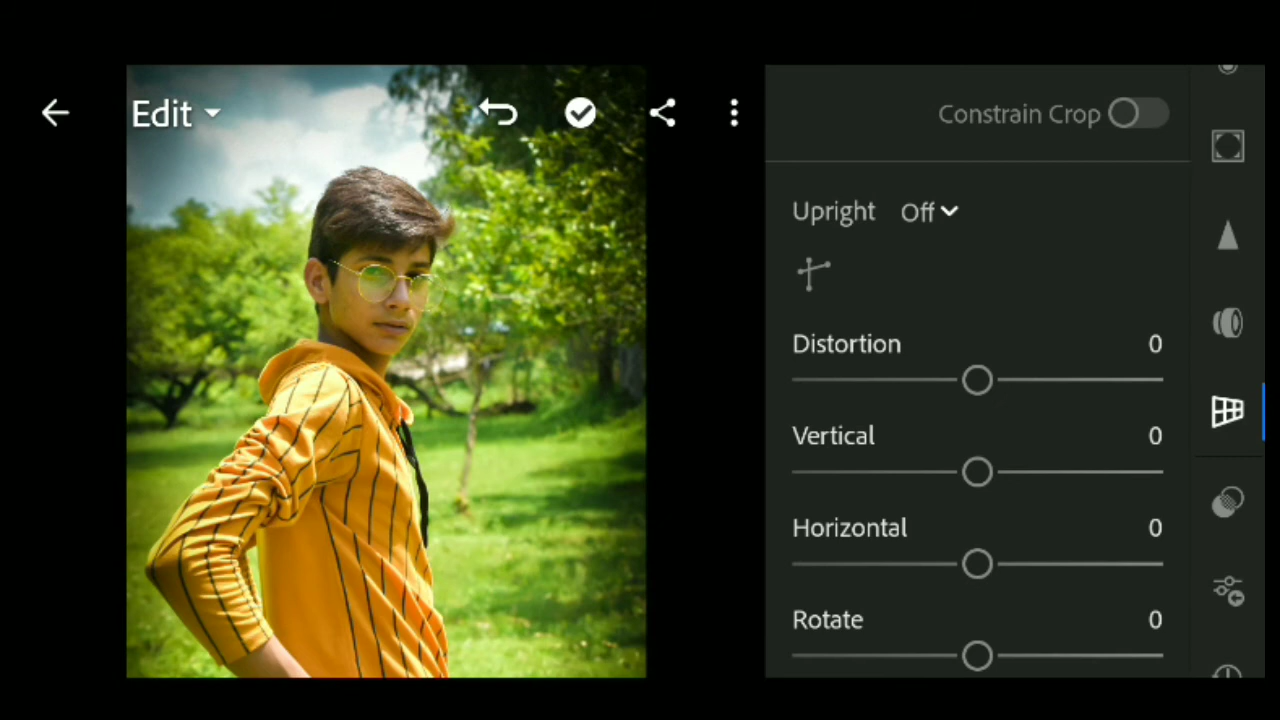 Edit
Constrain Crop
Upright Off
Distortion 0
Vertical 0
Horizontal 0
Rotate 0